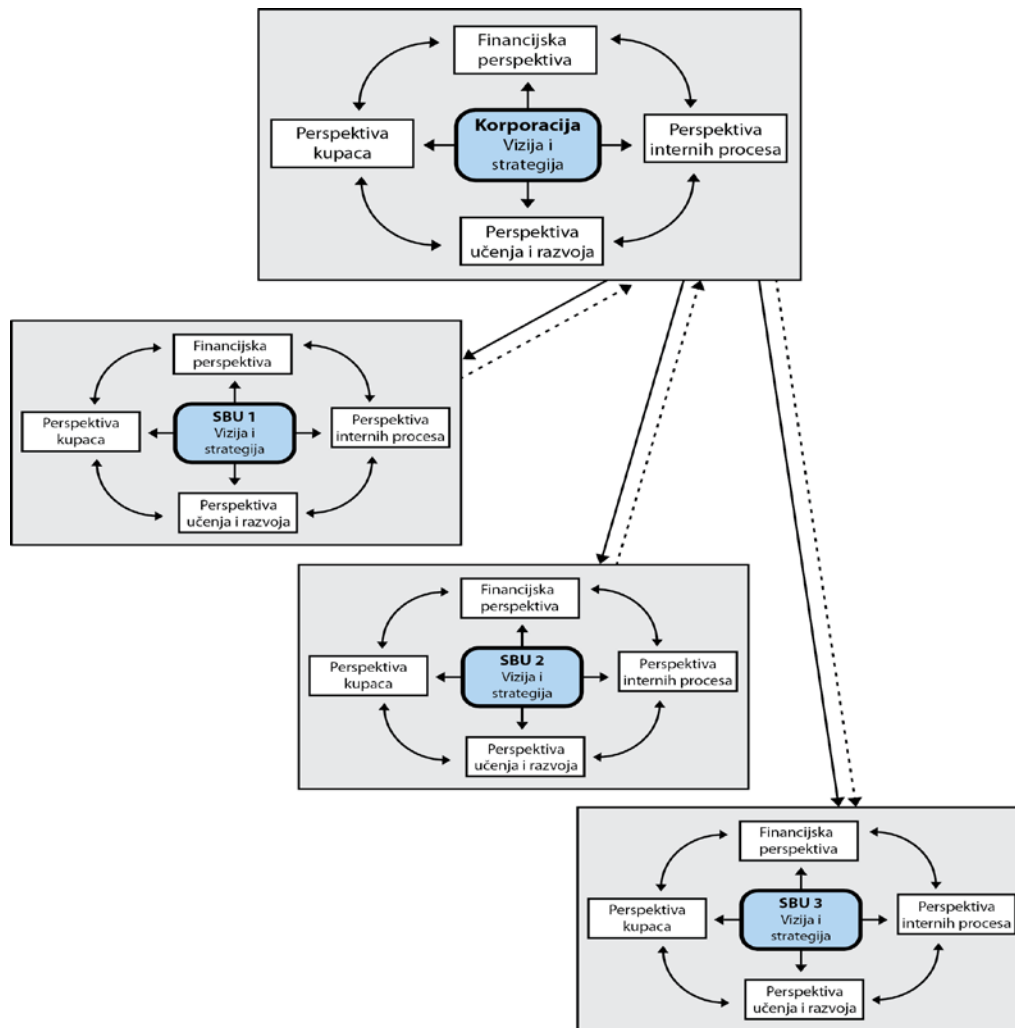 Financijska
perspektiva
Perspektiva
kupaca
Korporacija
Vizija i
strategija
Perspektiva
internih procesa
Perspektiva
učenja i razvoja
Financijska
perspektiva
Perspektiva
kupaca
SBU 1
Vizija i
strategija
Perspektiva
internih procesa
Perspektiva
učenja i razvoja
Financijska
perspektiva
Perspektiva
kupaca
SBU 2
Vizija i
strategija
Perspektiva
internih procesa
Perspektiva
učenja i razvoja
Financijska
perspektiva
Perspektiva
kupaca
SBU 3
Vizija i
strategija
Perspektiva
internih procesa
Perspektiva
učenja i razvoja